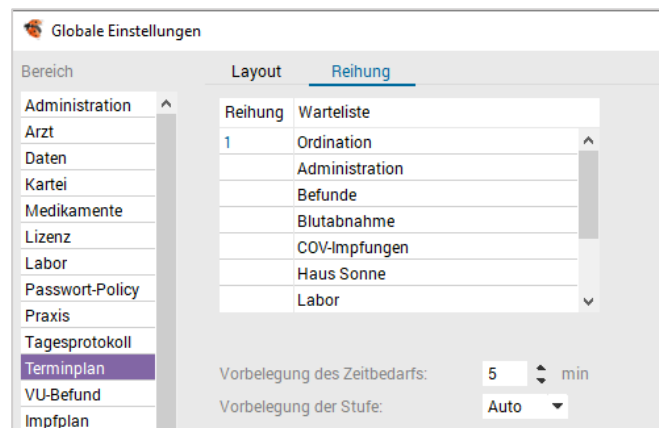 Globale Einstellungen
Bereich
Layout Reihung
Administration
Arzt
Daten
Kartei
Medikamente
Lizenz
Labor
Passwort-Policy
Praxis
Tagesprotokoll
Terminplan
VU-Befund
Impfplan
Reihung Warteliste
1 Ordination
Administration
Befunde
Blutabnahme
COV-Impfungen
Haus Sonne
Labor
Vorbelegung des Zeitbedarfs: 5 min
Vorbelegung der Stufe: Auto